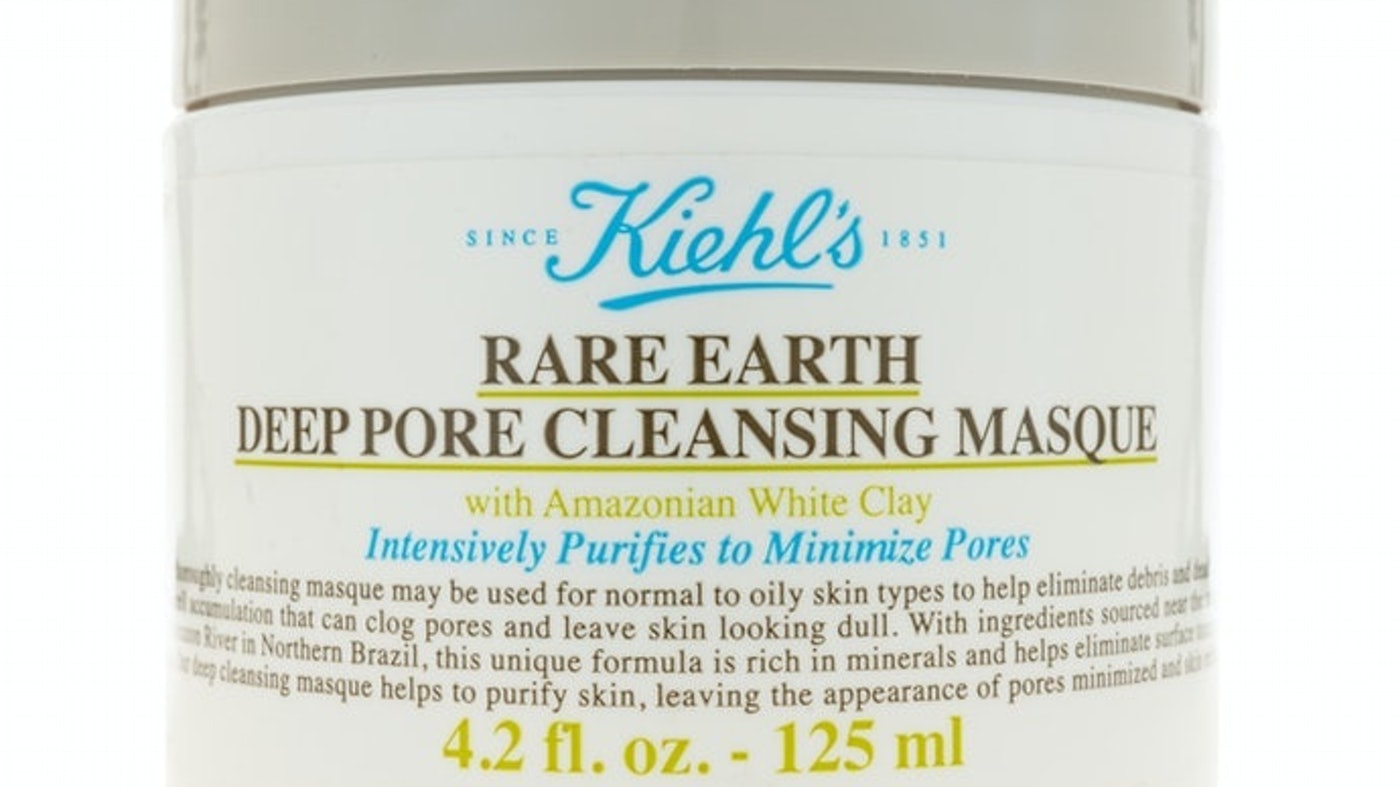 SINCE Kiehl's 1851
RARE EARTH
DEEP PORE CLEANSING MASQUE
with Amazonian White Clay
Intensively Purifies to Minimize Pores
cleansing masque may be used for normal to oily skin types to help eliminate debris and
accumulation that can clog pores and leave skin looking dull. With ingredients sourced near the
River in Northern Brazil, this unique formula is rich in minerals and helps eliminate surface
deep cleansing masque helps to purify skin, leaving the appearance of pores minimized and skin
4.2 fl. oz. - 125 ml